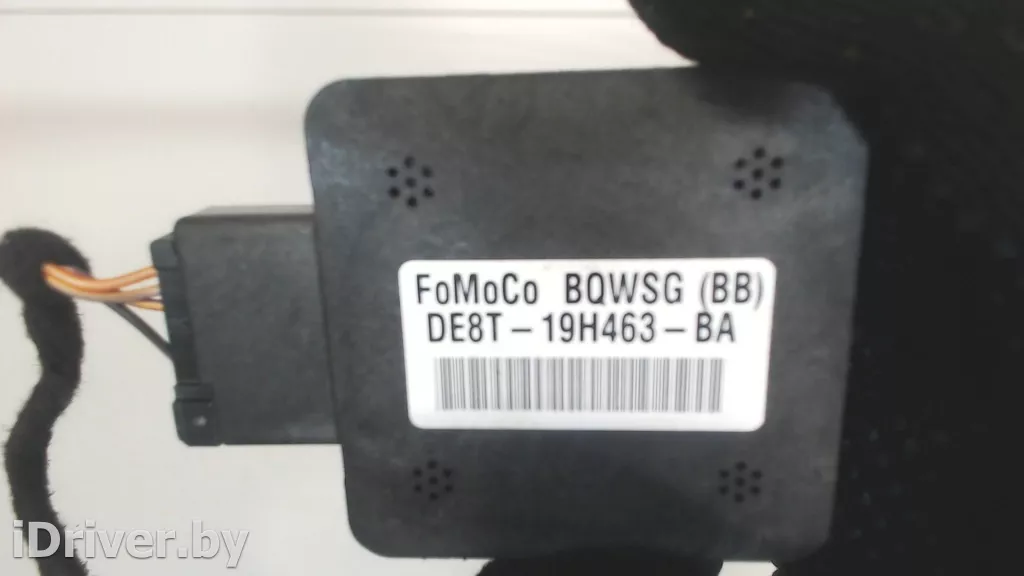 FoMoCo BQWSG (BB)
DE8T-19H463-BA
iDriver.by